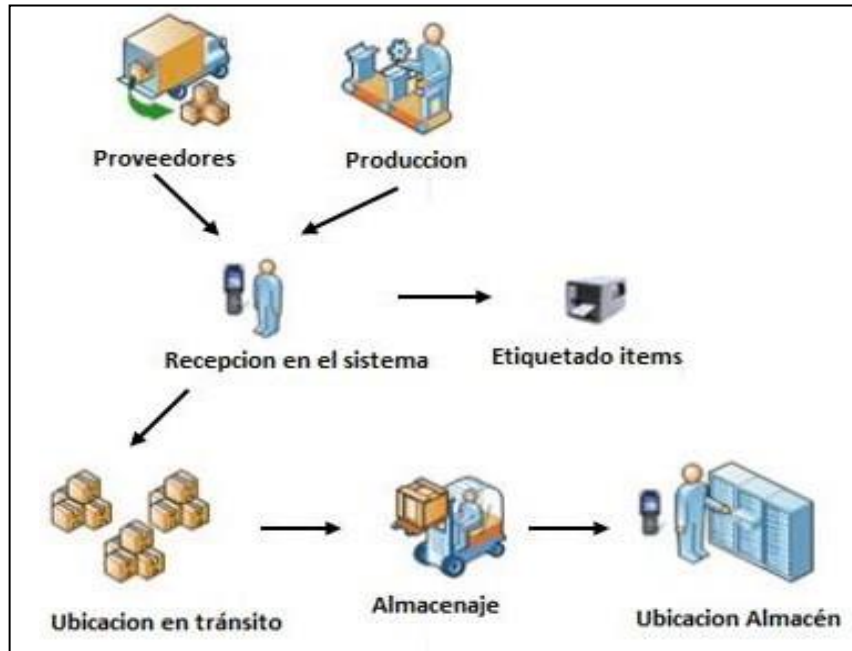 Proveedores
Produccion
Recepcion en el sistema
Etiquetado items
Ubicacion en tránsito
Almacenaje
Ubicacion Almacén